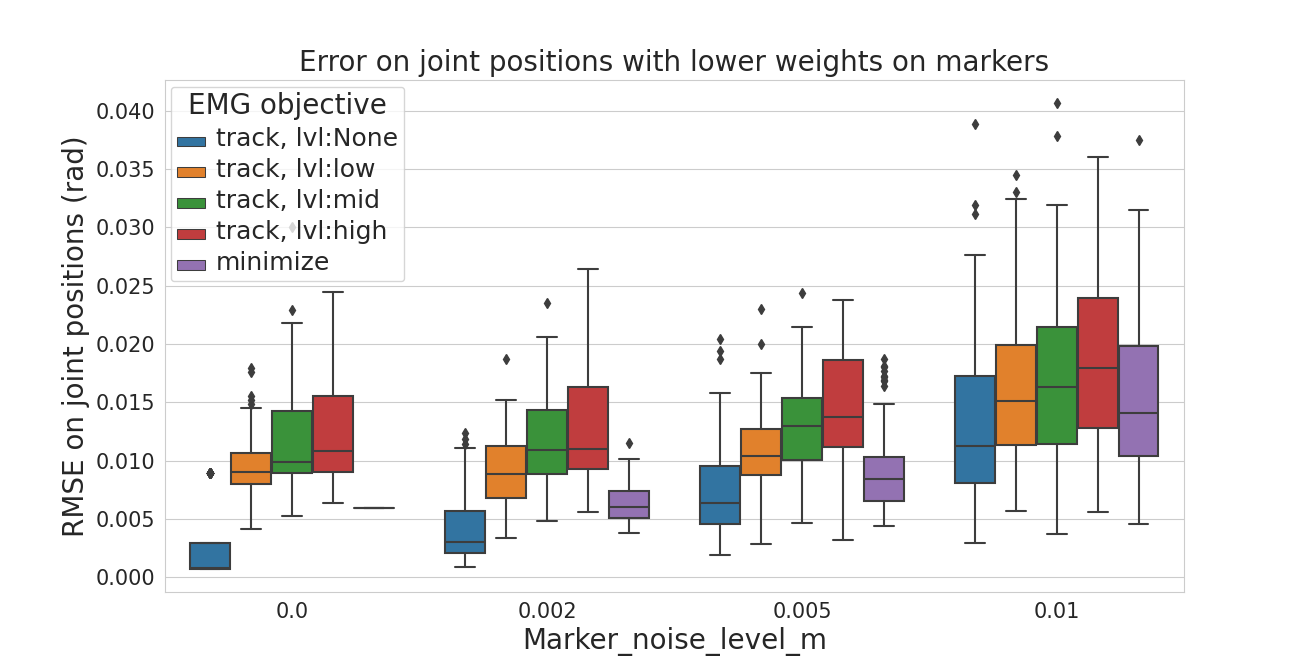 Error on joint positions with lower weights on markers
EMG objective
track, lvl:None
track, lvl:low
track, lvl:mid
track, lvl:high
minimize
RMSE on joint positions (rad)
0.040
0.035
0.030
0.025
0.020
0.015
0.010
0.005
0.000
0.0 0.002 0.005 0.01
Marker_noise_level_m